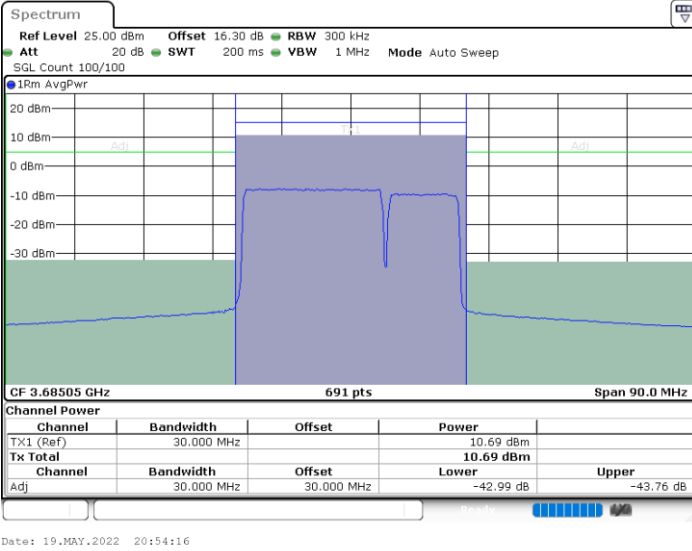 Spectrum
Ref Level 25.00 dBm Offset 16.30 dB RBW 300 kHz
Att 20 dB SWT 200 ms VBW 1 MHz Mode Auto Sweep
SGL Count 100/100
1Rm AvgPwr
20 dBm
TX1
10 dBm
Adj Adj
0 dBm
-10 dBm
-20 dBm
-30 dBm
CF 3.68505 GHz 691 pts Span 90.0 MHz
Channel Power
Channel Bandwidth Offset Power
TX1 (Ref) 30.000 MHz 10.69 dBm
Tx Total 10.69 dBm
Channel Bandwidth Offset Lower Upper
Adj 30.000 MHz 30.000 MHz -42.99 dB -43.76 dB
Ready
Date: 19.MAY.2022 20:54:16